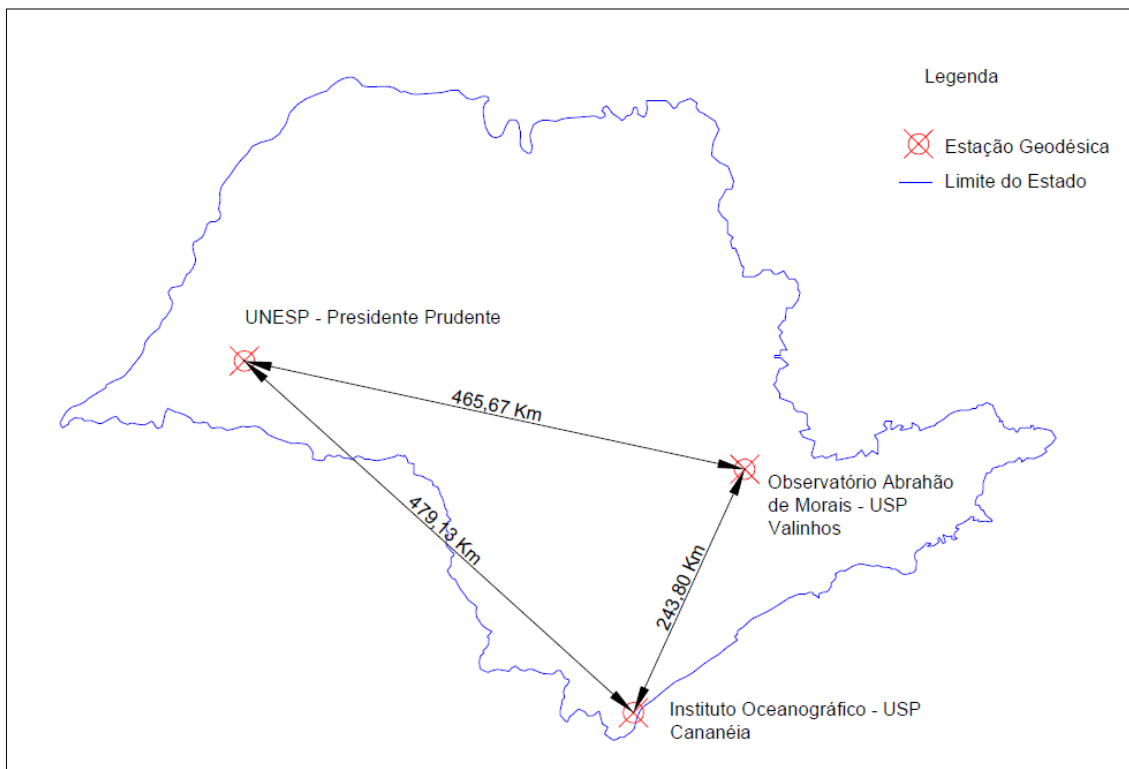 Legenda
Estação Geodésica
Limite do Estado
UNESP - Presidente Prudente
465,67 Km
479,13 Km
243,80 Km
Observatório Abrahão
de Morais - USP
Valinhos
Instituto Oceanográfico - USP
Cananéia